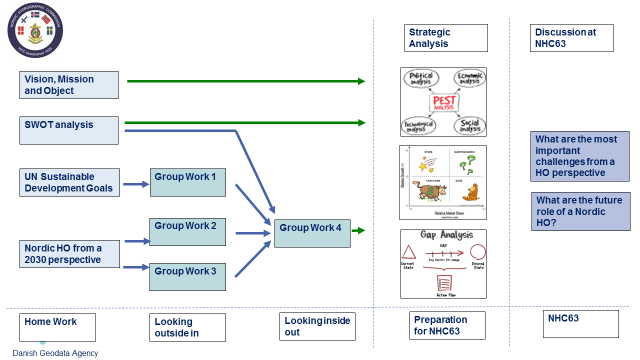 Strategic
Analysis
Discussion at
NHC63
Vision, Mission
and Object
SWOT analysis
UN Sustainable
Development Goals
Nordic HO from a
2030 perspective
Group Work 1
Group Work 2
Group Work 3
Group Work 4
Political
analysis
Economic
analysis
PEST
ANALYSIS
Technological
analysis
Social
analysis
Relative Market Share
Gap Analysis
GAP
Current
State
Desired
State
Action Plan
What are the most
important
challenges from a
HO perspective
What are the future
role of a Nordic
HO?
Home Work
Looking
outside in
Looking inside
out
Preparation
for NHC63
NHC63
Danish Geodata Agency